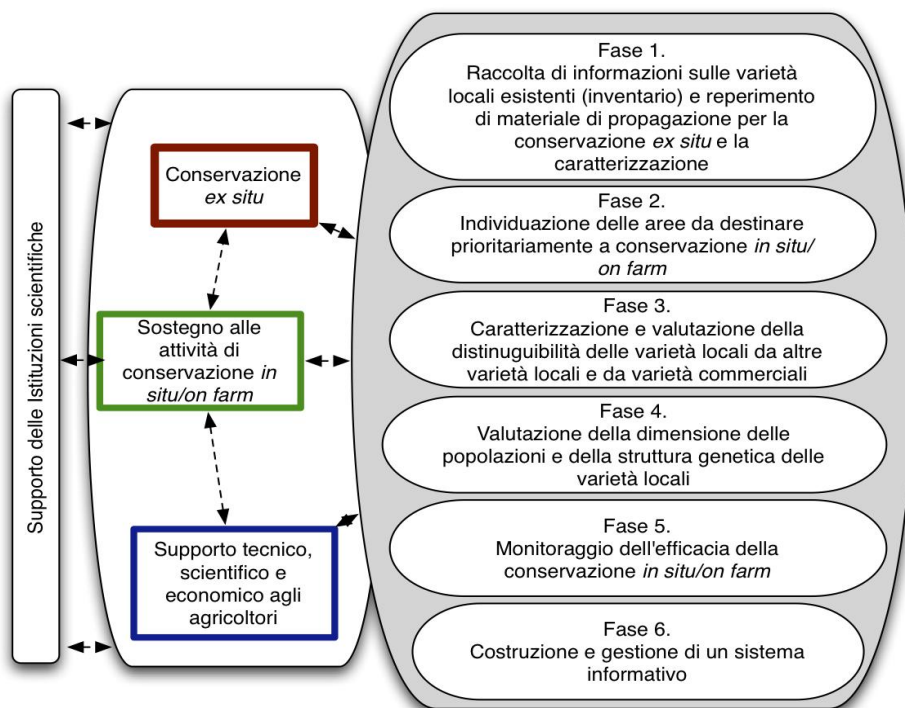 Supporto delle Istituzioni scientifiche
Conservazione
ex situ
Sostegno alle
attività di
conservazione in
situ/on farm
Supporto tecnico,
scientifico e
economico agli
agricoltori
Fase 1.
Raccolta di informazioni sulle varietà
locali esistenti (inventario) e reperimento
di materiale di propagazione per la
conservazione ex situ e la
caratterizzazione
Fase 2.
Individuazione delle aree da destinare
prioritariamente a conservazione in situ/
on farm
Fase 3.
Caratterizzazione e valutazione della
distinuguibilità delle varietà locali da altre
varietà locali e da varietà commerciali
Fase 4.
Valutazione della dimensione delle
popolazioni e della struttura genetica delle
varietà locali
Fase 5.
Monitoraggio dell'efficacia della
conservazione in situ/on farm
Fase 6.
Costruzione e gestione di un sistema
informativo